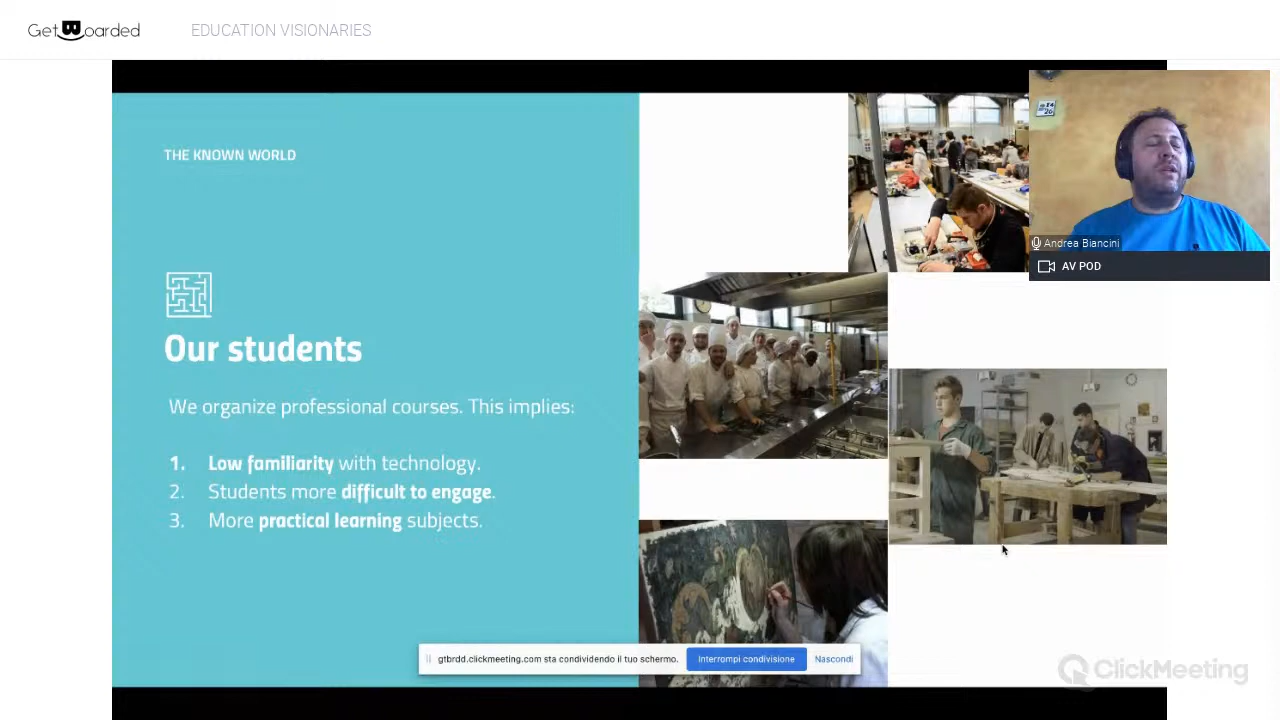 GetBoarded
EDUCATION VISIONARIES
THE KNOWN WORLD
Our students
We organize professional courses. This implies:
1. Low familiarity with technology.
2. Students more difficult to engage.
3. More practical learning subjects.
Andrea Biancini
AV POD
gtbrdd.clickmeeting.com sta condividendo il tuo schermo.
Interrompi condivisione
Nascondi
ClickMeeting